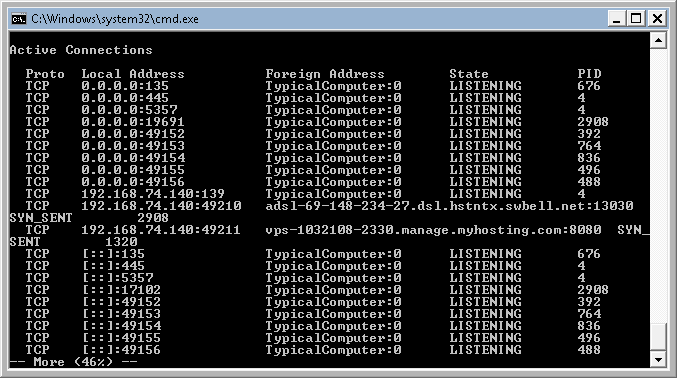 C:\Windows\system32\cmd.exe
Active Connections
Proto  Local Address          Foreign Address        State           PID
TCP    0.0.0.0:135            TypicalComputer:0      LISTENING       676
TCP    0.0.0.0:445            TypicalComputer:0      LISTENING       4
TCP    0.0.0.0:5357           TypicalComputer:0      LISTENING       4
TCP    0.0.0.0:19691          TypicalComputer:0      LISTENING       2908
TCP    0.0.0.0:49152          TypicalComputer:0      LISTENING       392
TCP    0.0.0.0:49153          TypicalComputer:0      LISTENING       764
TCP    0.0.0.0:49154          TypicalComputer:0      LISTENING       836
TCP    0.0.0.0:49155          TypicalComputer:0      LISTENING       496
TCP    0.0.0.0:49156          TypicalComputer:0      LISTENING       488
TCP    192.168.74.140:139     TypicalComputer:0      LISTENING       4
TCP    192.168.74.140:49210   adsl-69-148-234-27.dsl.hstntx.swbell.net:13030
SYN_SENT        2908
TCP    192.168.74.140:49211   vps-1032108-2330.manage.myhosting.com:8080  SYN_
SENT        1320
TCP    [::]:135               TypicalComputer:0      LISTENING       676
TCP    [::]:445               TypicalComputer:0      LISTENING       4
TCP    [::]:5357              TypicalComputer:0      LISTENING       4
TCP    [::]:17102             TypicalComputer:0      LISTENING       2908
TCP    [::]:49152             TypicalComputer:0      LISTENING       392
TCP    [::]:49153             TypicalComputer:0      LISTENING       764
TCP    [::]:49154             TypicalComputer:0      LISTENING       836
TCP    [::]:49155             TypicalComputer:0      LISTENING       496
TCP    [::]:49156             TypicalComputer:0      LISTENING       488
-- More (46%) --